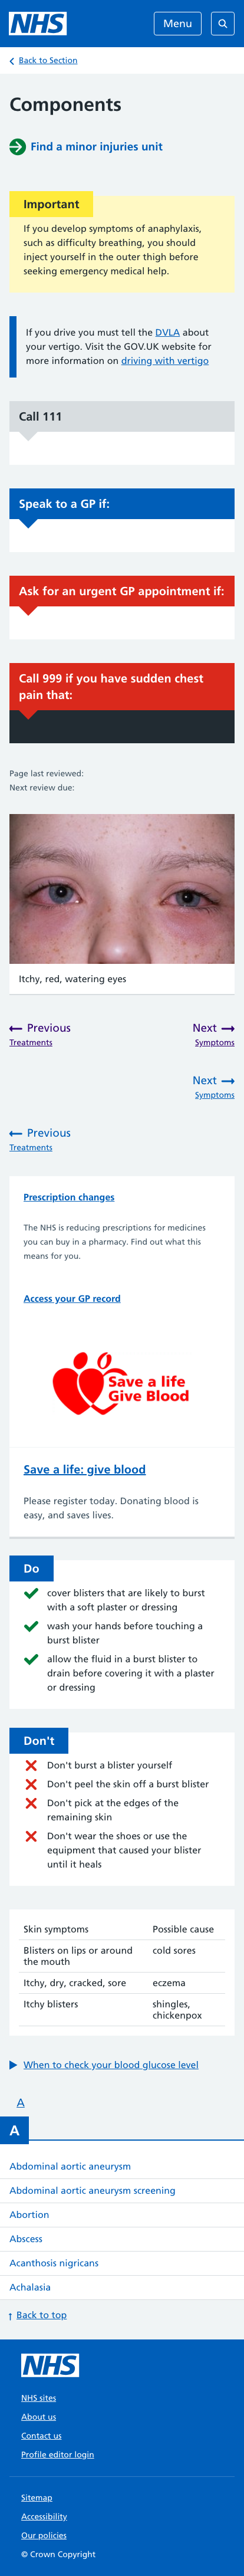 NHS
Menu
Back to Section
Components
Find a minor injuries unit
Important
If you develop symptoms of anaphylaxis,
such as difficulty breathing, you should
inject yourself in the outer thigh before
seeking emergency medical help.
If you drive you must tell the DVLA about
your vertigo. Visit the GOV.UK website for
more information on driving with vertigo
Call 111
Speak to a GP if:
Ask for an urgent GP appointment if:
Call 999 if you have sudden chest
pain that:
Page last reviewed:
Next review due:
Itchy, red, watering eyes
Previous
Treatments
Next
Symptoms
Next
Symptoms
Previous
Treatments
Prescription changes
The NHS is reducing prescriptions for medicines
you can buy in a pharmacy. Find out what this
means for you.
Access your GP record
Save a life
Give Blood
Save a life: give blood
Please register today. Donating blood is
easy, and saves lives.
Do
cover blisters that are likely to burst
with a soft plaster or dressing
wash your hands before touching a
burst blister
allow the fluid in a burst blister to
drain before covering it with a plaster
or dressing
Don't
Don't burst a blister yourself
Don't peel the skin off a burst blister
Don't pick at the edges of the
remaining skin
Don't wear the shoes or use the
equipment that caused your blister
until it heals
Skin symptoms Possible cause
Blisters on lips or around cold sores
the mouth
Itchy, dry, cracked, sore eczema
Itchy blisters shingles,
chickenpox
When to check your blood glucose level
A
A
Abdominal aortic aneurysm
Abdominal aortic aneurysm screening
Abortion
Abscess
Acanthosis nigricans
Achalasia
Back to top
NHS
NHS sites
About us
Contact us
Profile editor login
Sitemap
Accessibility
Our policies
© Crown Copyright